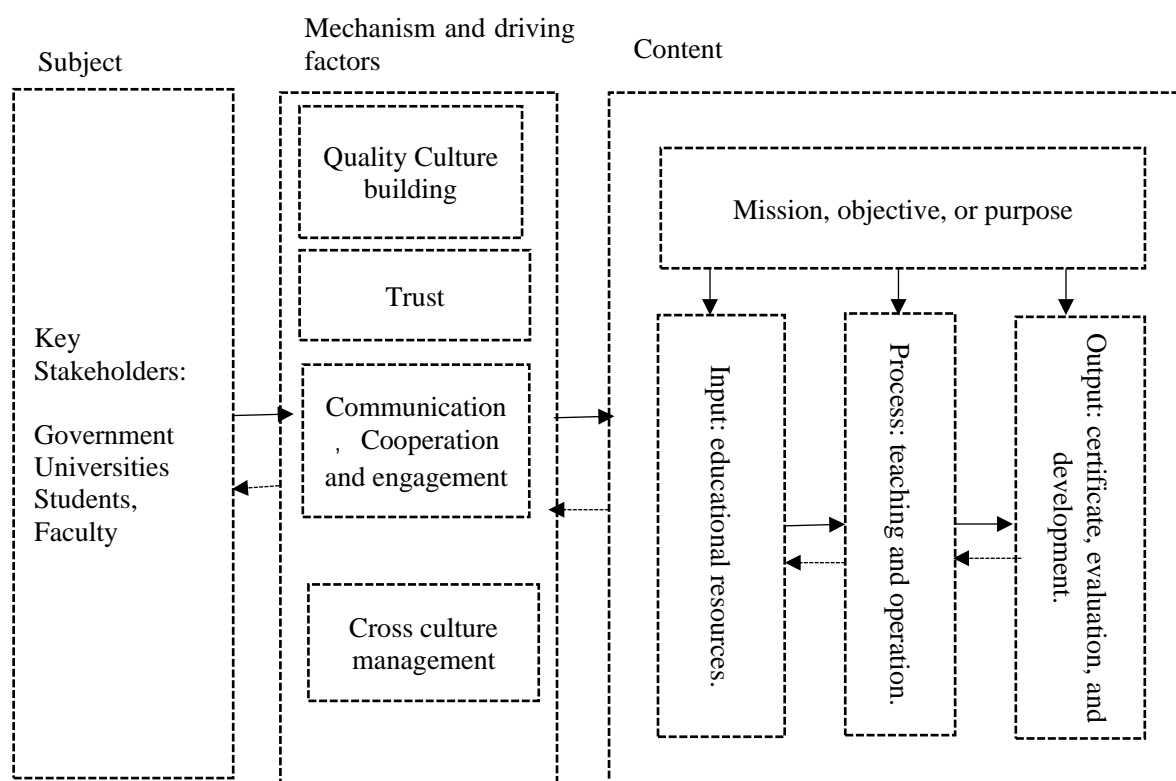 Subject
Mechanism and driving
factors
Content
Key
Stakeholders:
Government
Universities
Students,
Faculty
Quality Culture
building
Trust
Communication
, Cooperation
and engagement
Cross culture
management
Mission, objective, or purpose
Input: educational resources.
Process: teaching and operation.
Output: certificate, evaluation, and
development.